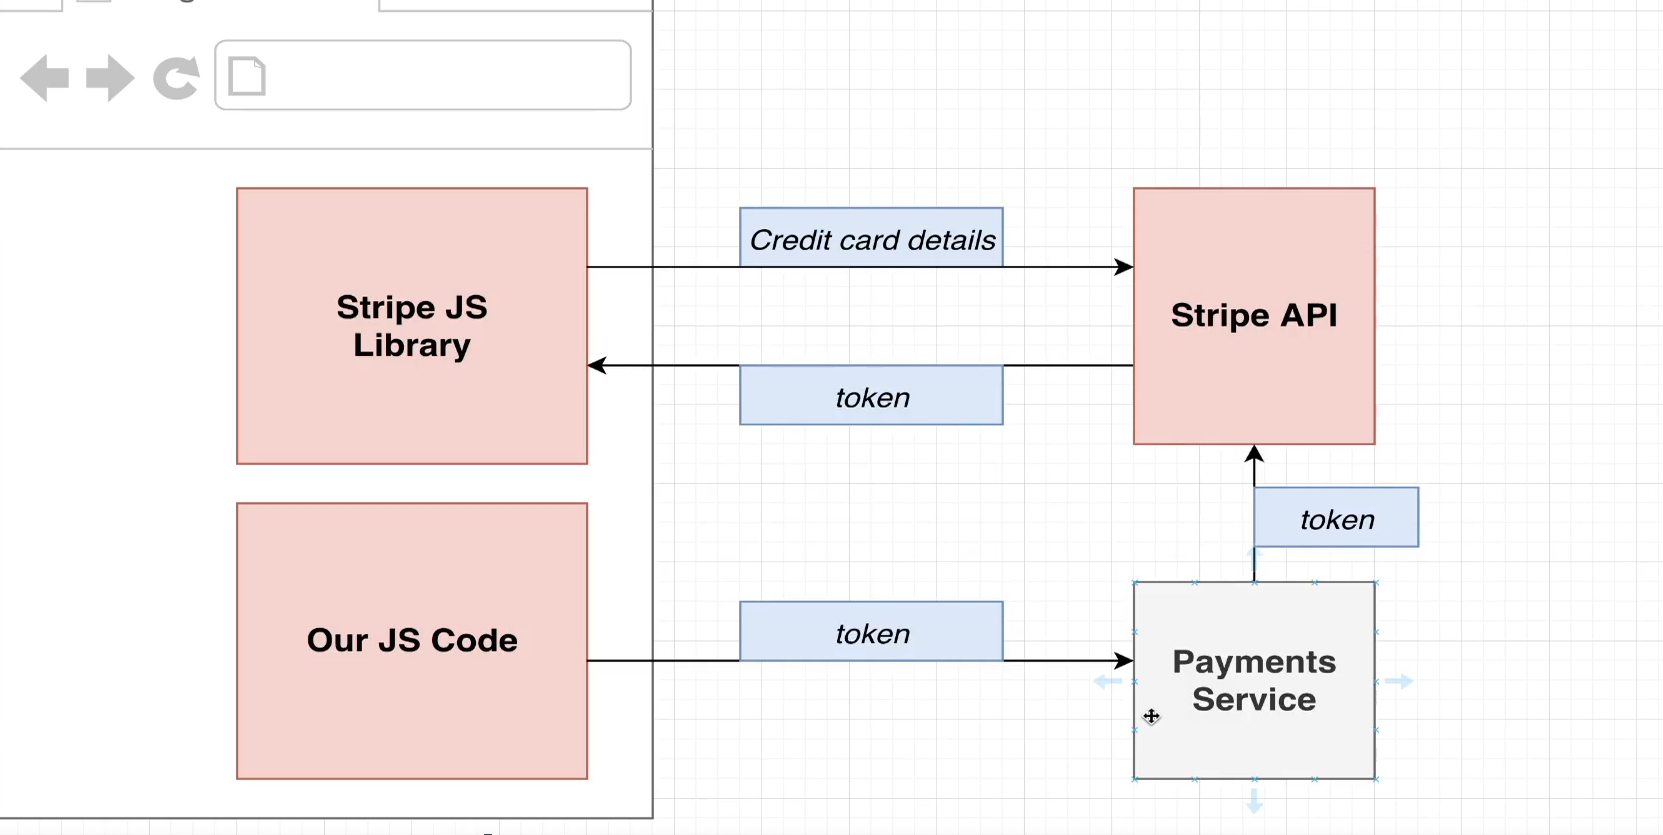 Stripe JS
Library
Credit card details
token
Stripe API
token
Our JS Code
token
Payments
Service